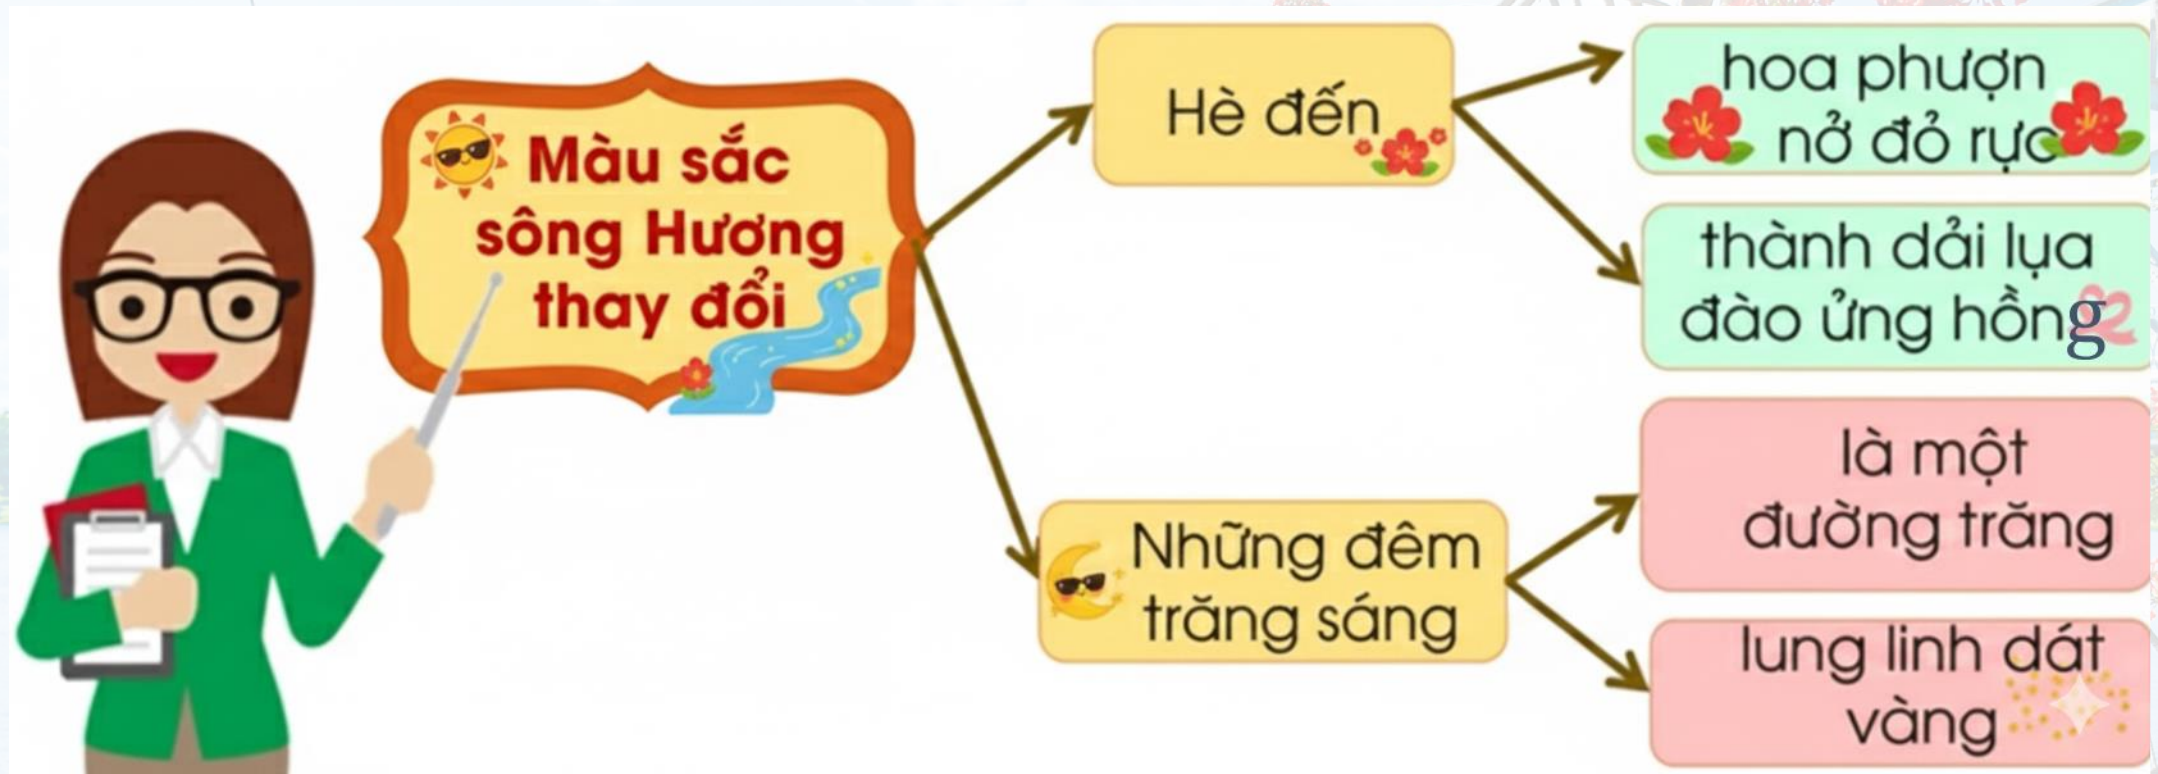 Màu sắc
sông Hương
thay đổi
Hè đến
hoa phượn
nở đỏ rực
thành dải lụa
đào ửng hồng
Những đêm
trăng sáng
là một
đường trăng
lung linh dát
vàng